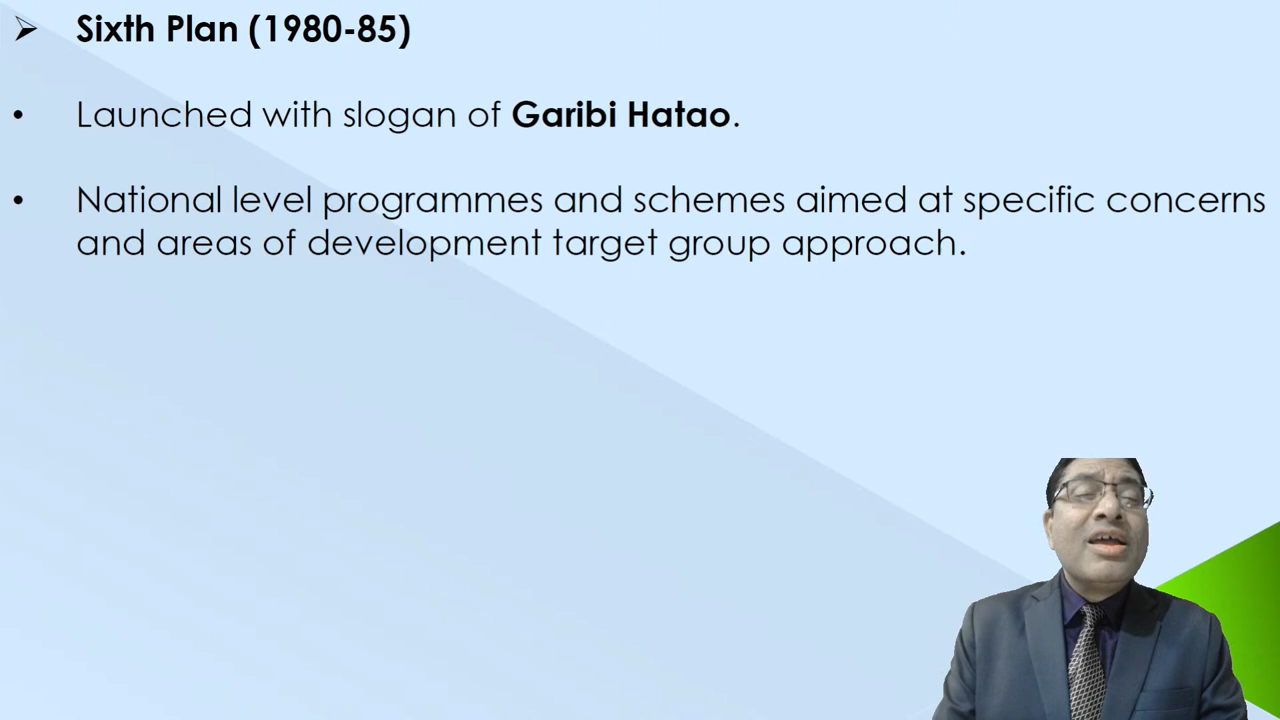 ➢ Sixth Plan (1980-85)
• Launched with slogan of Garibi Hatao.
• National level programmes and schemes aimed at specific concerns
and areas of development target group approach.